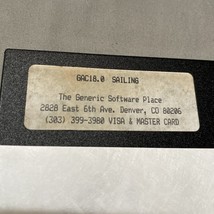 GAC18.0 SAILING
The Generic Software Place
2828 East 6th Ave. Denver, CO 80206
(303) 399-3980 VISA & MASTER CARD